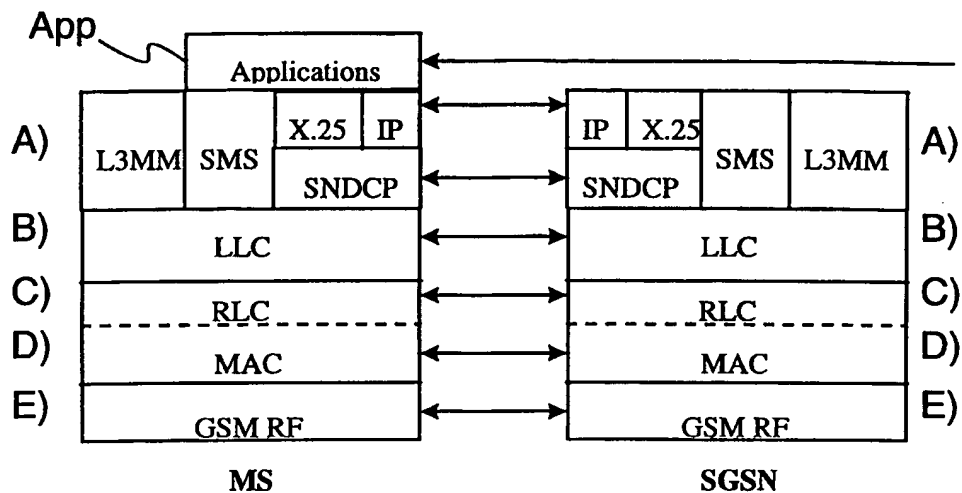 App
Applications
A) L3MM SMS X.25 IP IP X.25 SMS L3MM A)
SNDCP SNDCP
B) LLC LLC B)
C) RLC RLC C)
D) MAC MAC D)
E) GSM RF GSM RF E)
MS SGSN